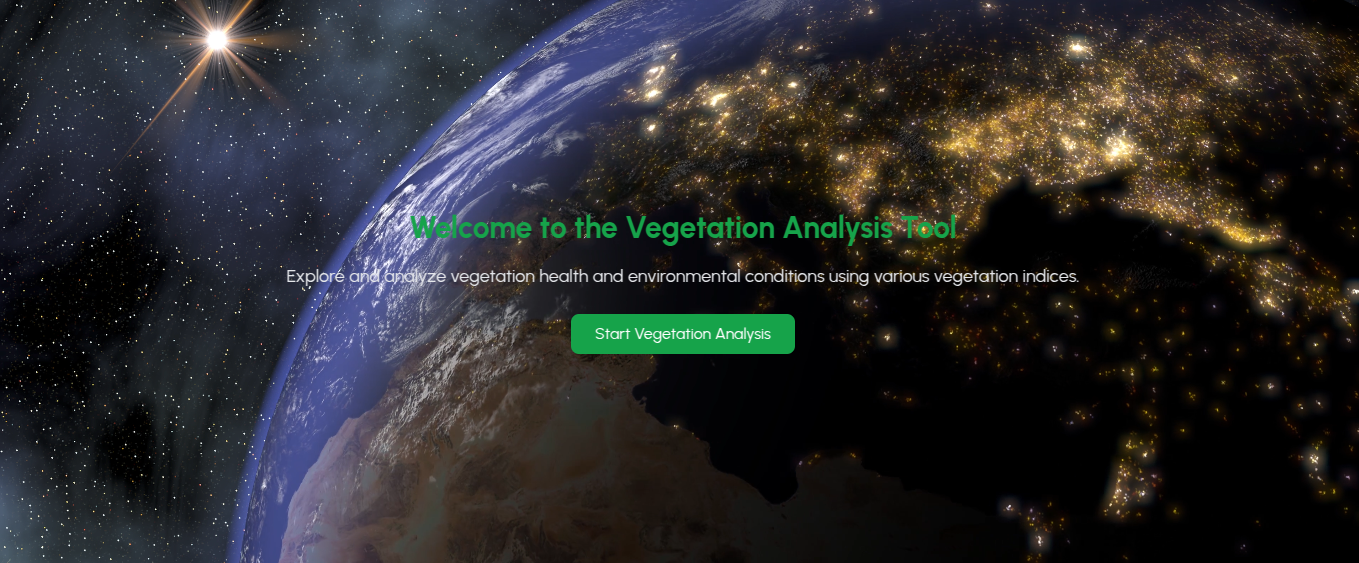 Welcome to the Vegetation Analysis Tool
Explore and analyze vegetation health and environmental conditions using various vegetation indices.
Start Vegetation Analysis